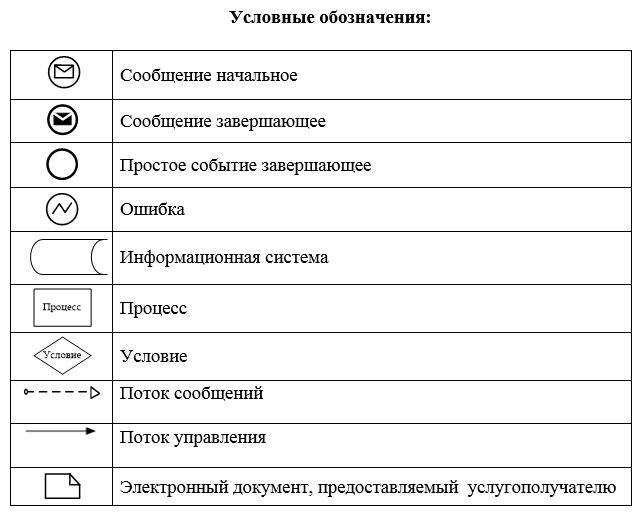 Условные обозначения:
Сообщение начальное
Сообщение завершающее
Простое событие завершающее
Ошибка
Информационная система
Процесс
Процесс
Условие
Условие
Поток сообщений
Поток управления
Электронный документ, предоставляемый услугополучателю